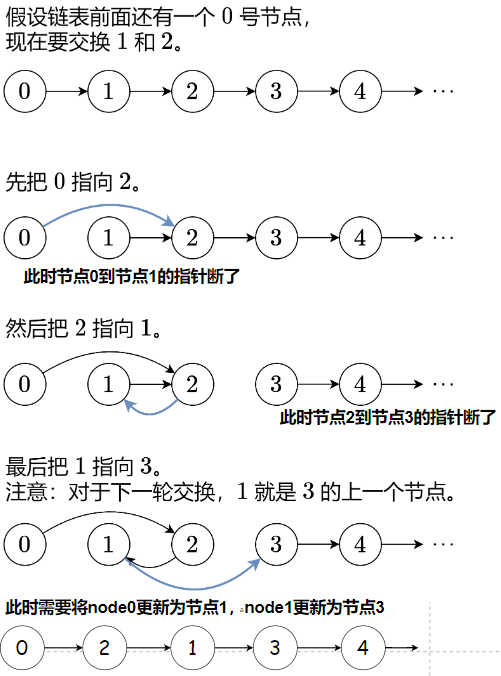 假设链表前面还有一个 0 号节点，
现在要交换 1 和 2。
0 1 2 3 4 ···
先把 0 指向 2。
0 1 2 3 4 ···
此时节点0到节点1的指针断了
然后把 2 指向 1。
0 1 2 3 4 ···
此时节点2到节点3的指针断了
最后把 1 指向 3。
注意：对于下一轮交换，1 就是 3 的上一个节点。
0 1 2 3 4 ···
此时需要将node0更新为节点1，node1更新为节点3
0 2 1 3 4